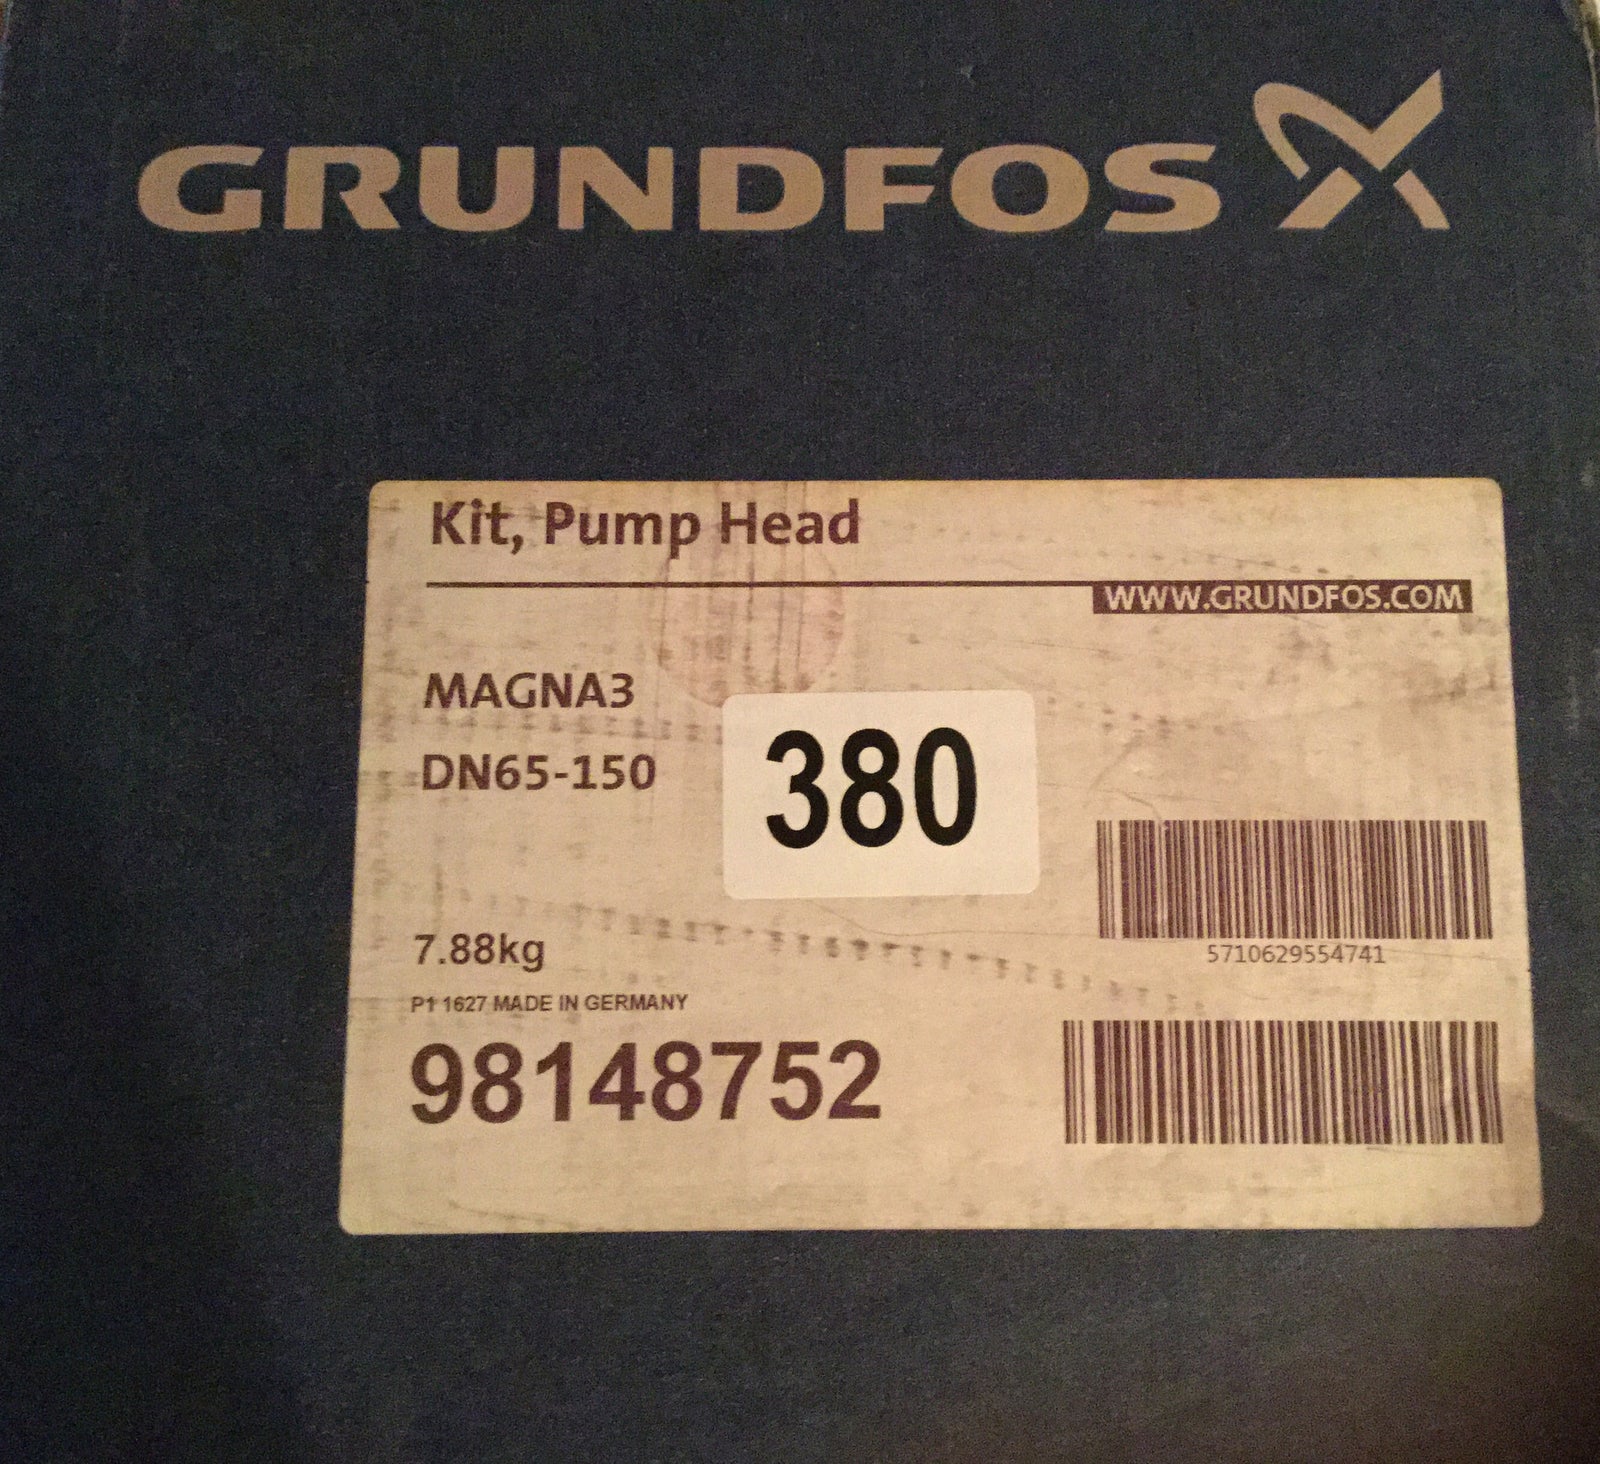 GRUNDFOS
Kit, Pump Head
WWW.GRUNDFOS.COM
MAGNA3
DN65-150
380
7.88kg
5710629554741
P1 1627 MADE IN GERMANY
98148752